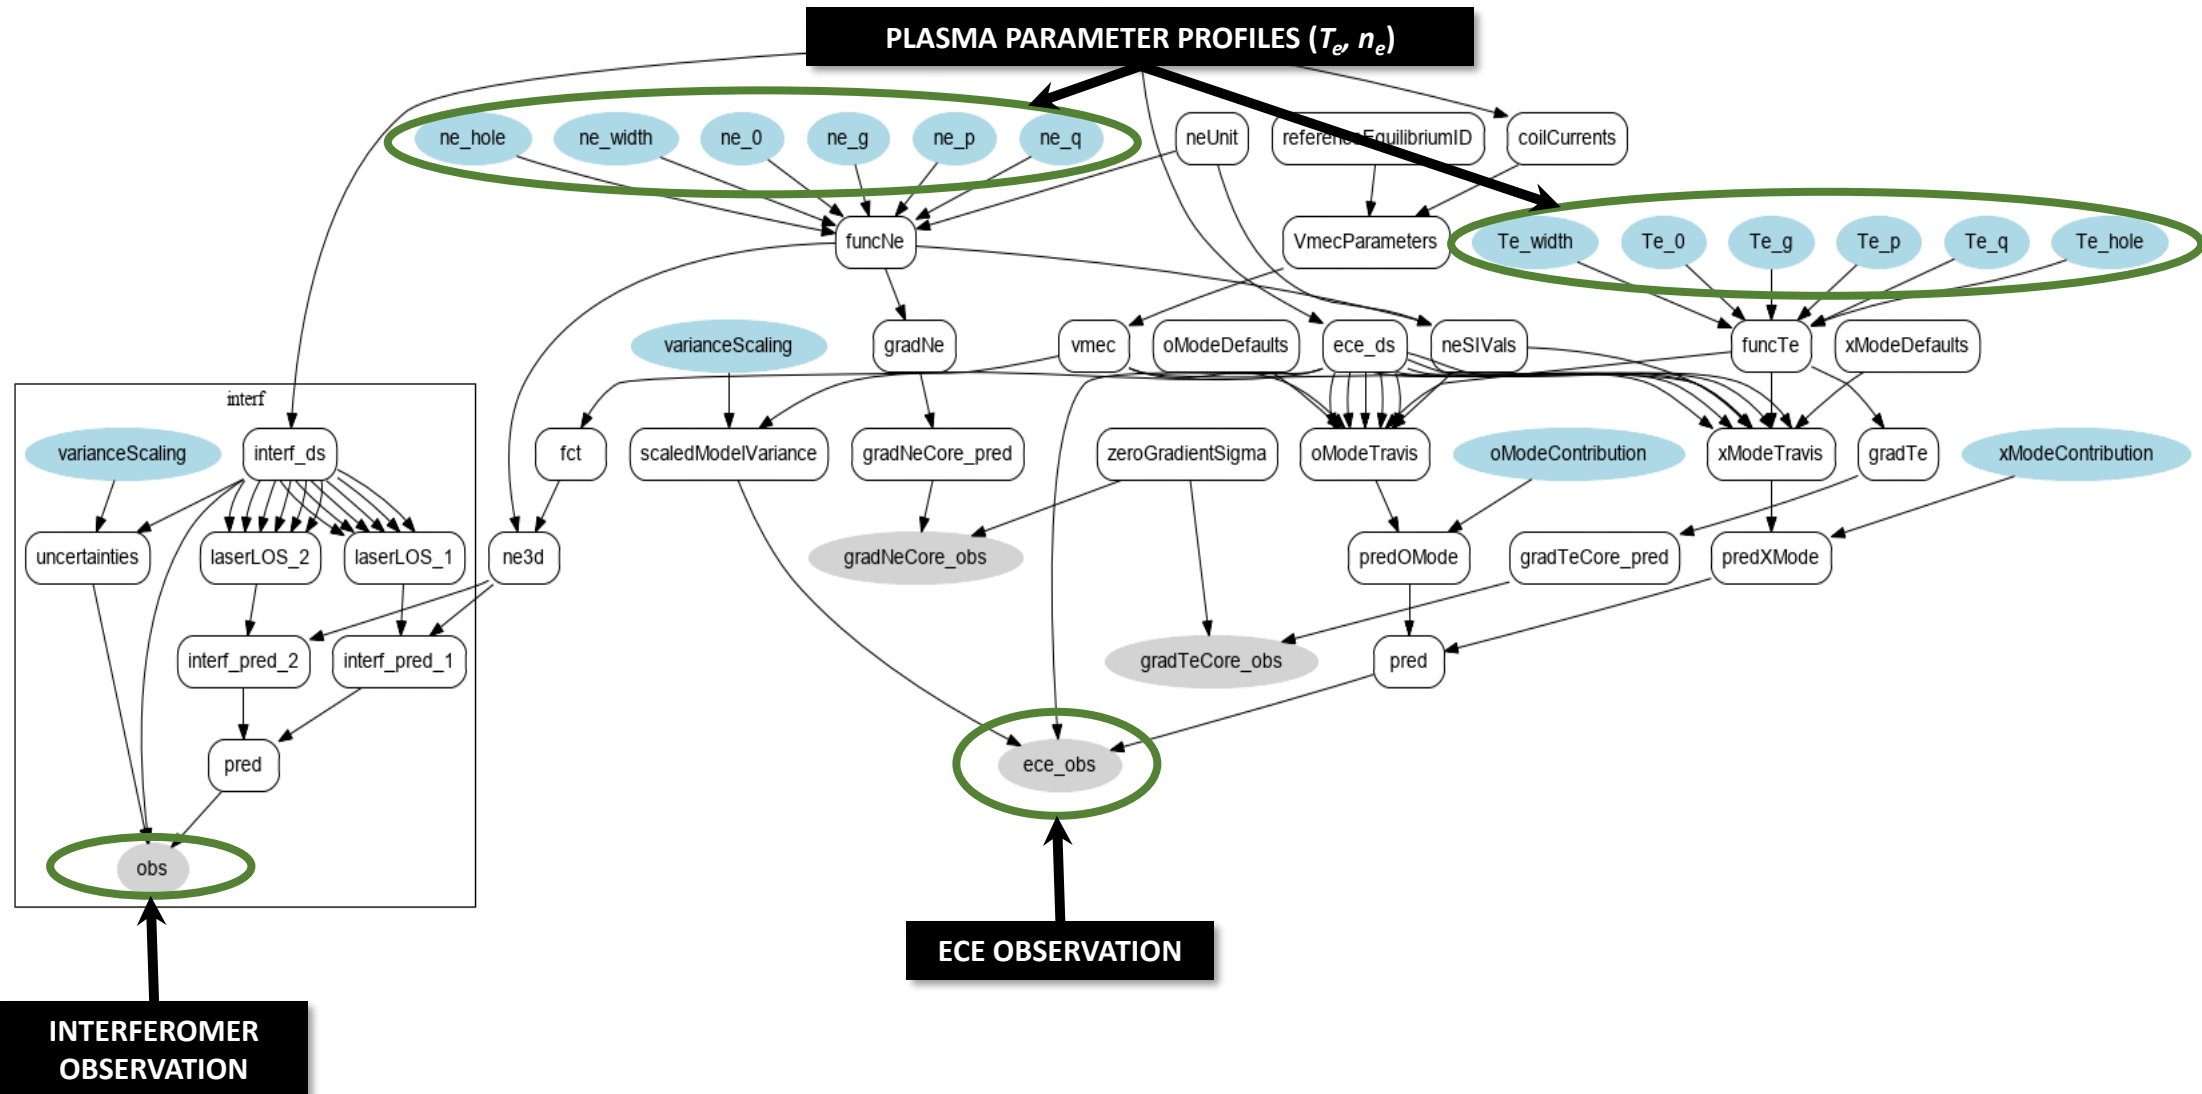 PLASMA PARAMETER PROFILES (Te, ne)
ne_hole
ne_width
ne_0
ne_g
ne_p
ne_q
neUnit
referenceEquilibriumID
coilCurrents
funcNe
VmecParameters
Te_width
Te_0
Te_g
Te_p
Te_q
Te_hole
varianceScaling
gradNe
vmec
oModeDefaults
ece_ds
neSIVals
funcTe
xModeDefaults
interf
varianceScaling
interf_ds
fct
scaledModelVariance
gradNeCore_pred
zeroGradientSigma
oModeTravis
oModeContribution
xModeTravis
gradTe
xModeContribution
uncertainties
laserLOS_2
laserLOS_1
ne3d
gradNeCore_obs
predOMode
gradTeCore_pred
predXMode
interf_pred_2
interf_pred_1
gradTeCore_obs
pred
pred
ece_obs
obs
ECE OBSERVATION
INTERFEROMER
OBSERVATION